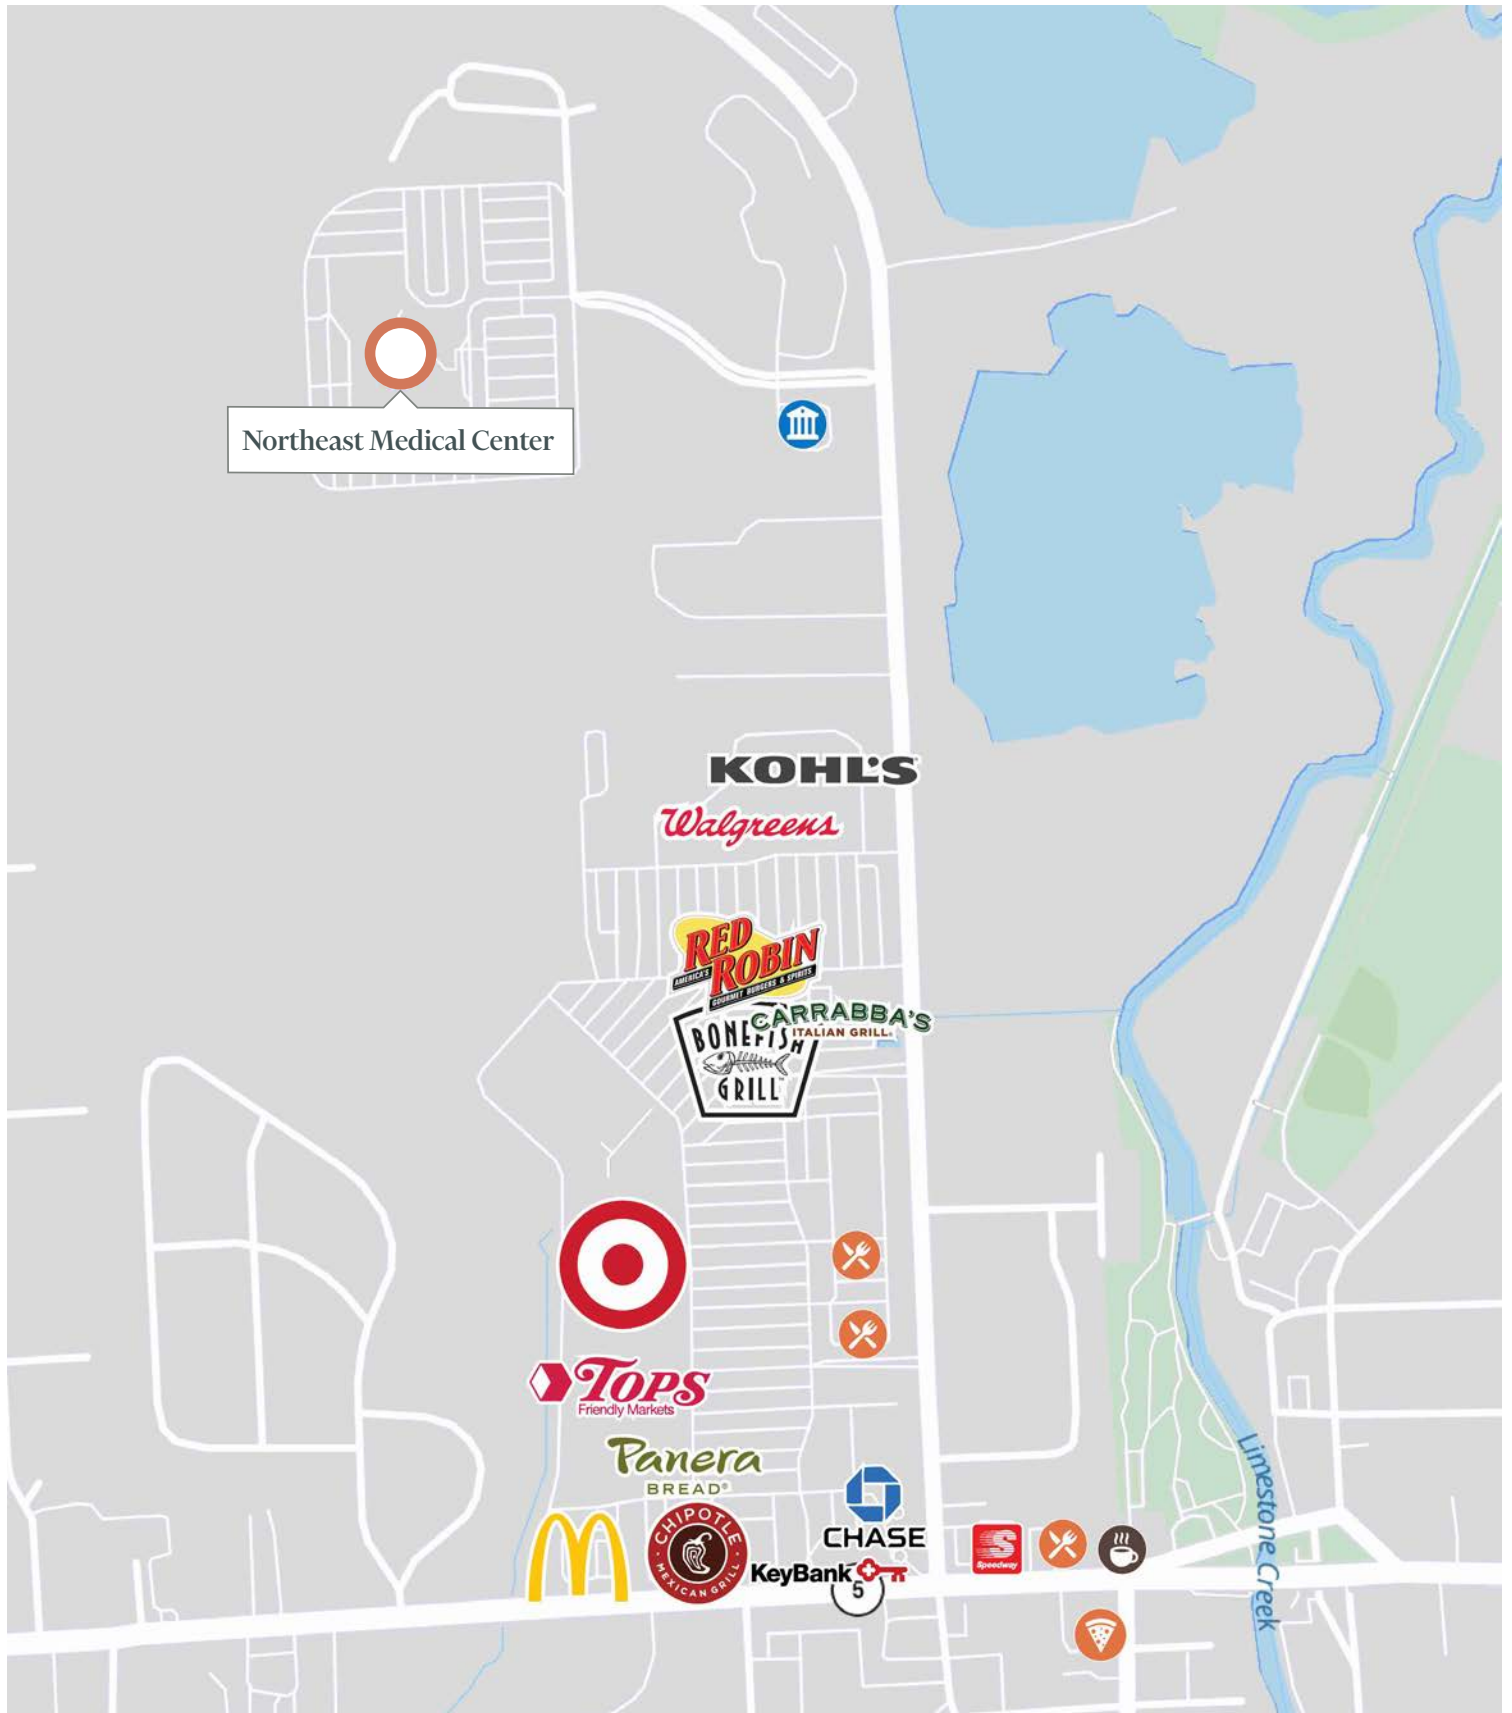 Northeast Medical Center
KOHL'S
Walgreens
RED
ROBIN
AMERICA'S
GOURMET BURGERS & SPIRITS
CARRABBA'S
ITALIAN GRILL
BONEFISH
GRILL
TOPS
Friendly Markets
Panera
BREAD®
CHIPOTLE
MEXICAN GRILL
CHASE
KeyBank
5
S
Speedway
Limestone Creek